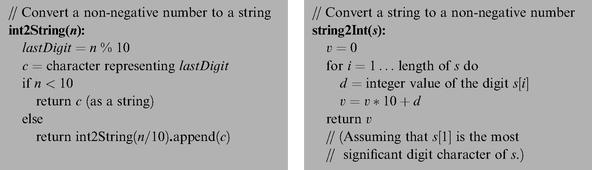 // Convert a non-negative number to a string
int2String(n):
lastDigit = n % 10
c = character representing lastDigit
if n < 10
return c (as a string)
else
return int2String(n/10).append(c)
// Convert a string to a non-negative number
string2Int(s):
v = 0
for i = 1 . . . length of s do
d = integer value of the digit s[i]
v = v * 10 + d
return v
// (Assuming that s[1] is the most
// significant digit character of s.)